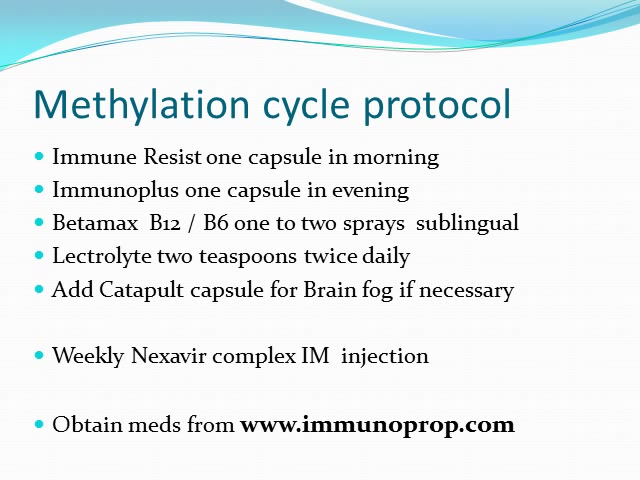 Methylation cycle protocol
• Immune Resist one capsule in morning
• Immunoplus one capsule in evening
• Betamax B12 / B6 one to two sprays sublingual
• Lectrolyte two teaspoons twice daily
• Add Catapult capsule for Brain fog if necessary
• Weekly Nexavir complex IM injection
• Obtain meds from www.immunoprop.com